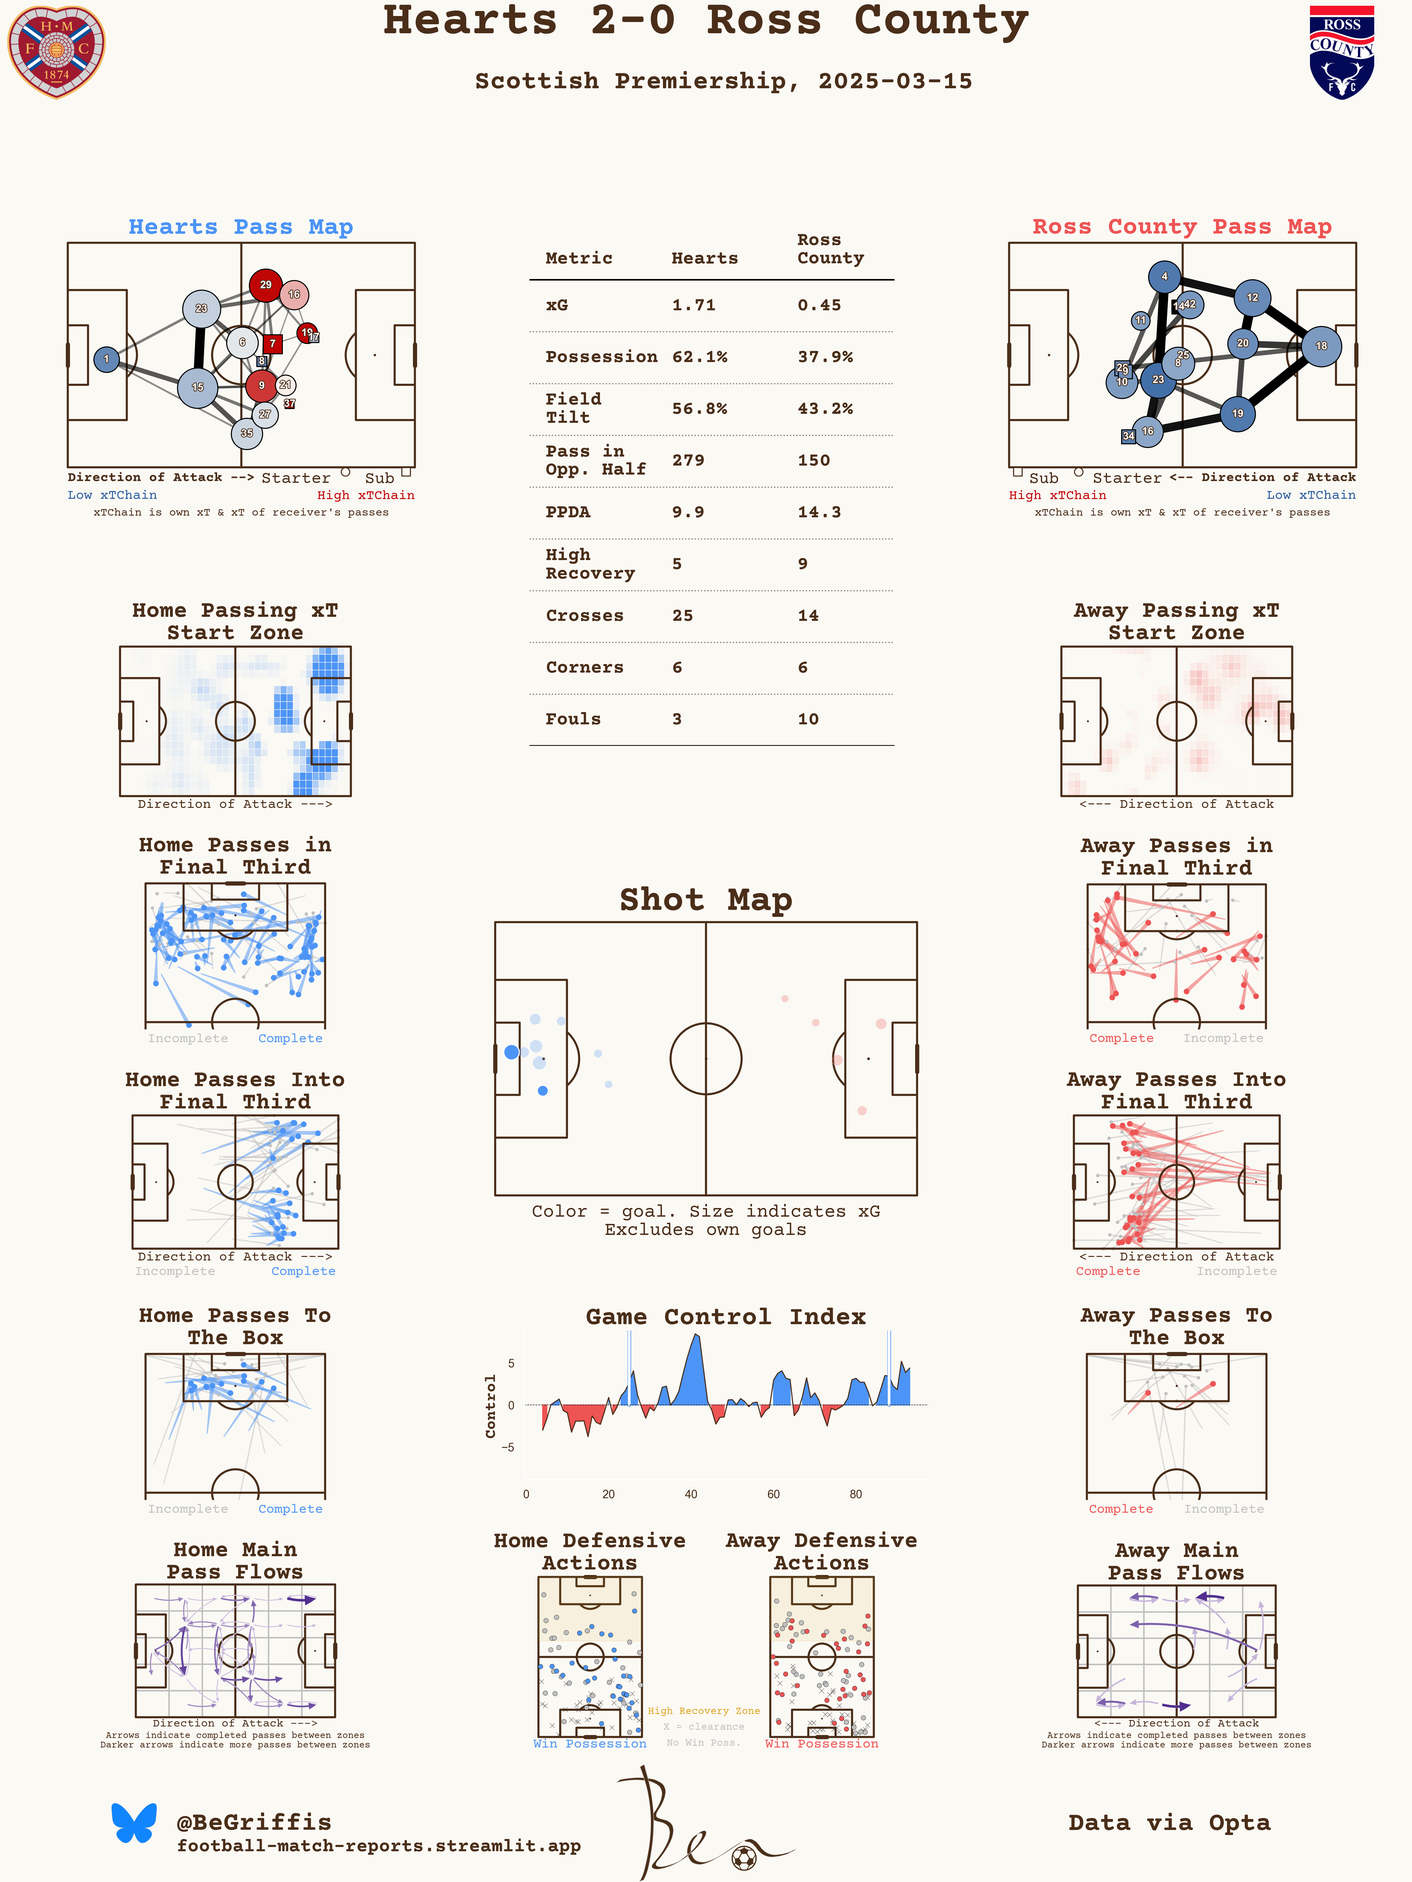 Hearts 2-0 Ross County
Scottish Premiership, 2025-03-15
H M
F C
1874
ROSS
COUNTY
F C
Hearts Pass Map
29
16
23
19
17
6
7
8
1
15
9
21
37
27
35
Direction of Attack --> Starter Sub
Low xTChain High xTChain
xTChain is own xT & xT of receiver's passes
Metric Hearts Ross
County
xG 1.71 0.45
Possession 62.1% 37.9%
Field
Tilt 56.8% 43.2%
Pass in
Opp. Half 279 150
PPDA 9.9 14.3
High
Recovery 5 9
Crosses 25 14
Corners 6 6
Fouls 3 10
Ross County Pass Map
4
12
14
42
11
20
18
25
8
9
10
23
19
16
34
Sub Starter <-- Direction of Attack
High xTChain Low xTChain
xTChain is own xT & xT of receiver's passes
Home Passing xT
Start Zone
Direction of Attack --->
Away Passing xT
Start Zone
<--- Direction of Attack
Home Passes in
Final Third
Incomplete Complete
Away Passes in
Final Third
Complete Incomplete
Shot Map
Color = goal. Size indicates xG
Excludes own goals
Home Passes Into
Final Third
Direction of Attack --->
Incomplete Complete
Away Passes Into
Final Third
<--- Direction of Attack
Complete Incomplete
Home Passes To
The Box
Incomplete Complete
Game Control Index
Control
5
0
−5
0 20 40 60 80
Away Passes To
The Box
Complete Incomplete
Home Main
Pass Flows
Direction of Attack --->
Arrows indicate completed passes between zones
Darker arrows indicate more passes between zones
Home Defensive
Actions
Win Possession
High Recovery Zone
X = clearance
No Win Poss.
Away Defensive
Actions
Win Possession
Away Main
Pass Flows
<--- Direction of Attack
Arrows indicate completed passes between zones
Darker arrows indicate more passes between zones
@BeGriffis
football-match-reports.streamlit.app
Ben
Data via Opta